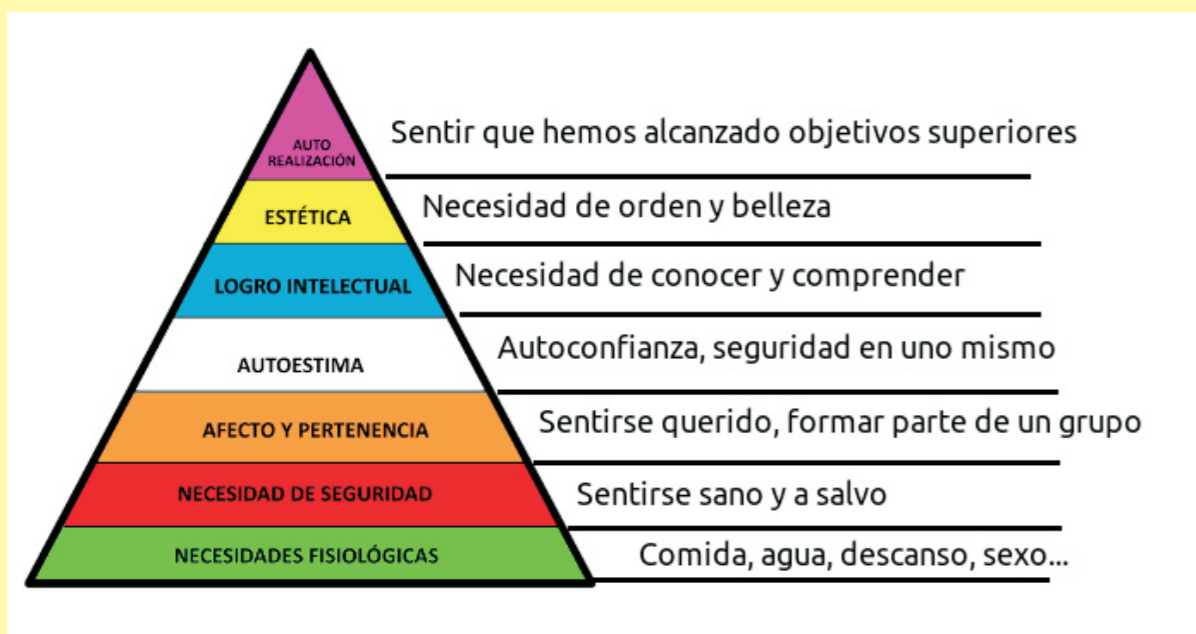 AUTO
REALIZACIÓN
Sentir que hemos alcanzado objetivos superiores
ESTÉTICA
Necesidad de orden y belleza
LOGRO INTELECTUAL
Necesidad de conocer y comprender
AUTOESTIMA
Autoconfianza, seguridad en uno mismo
AFECTO Y PERTENENCIA
Sentirse querido, formar parte de un grupo
NECESIDAD DE SEGURIDAD
Sentirse sano y a salvo
NECESIDADES FISIOLÓGICAS
Comida, agua, descanso, sexo...